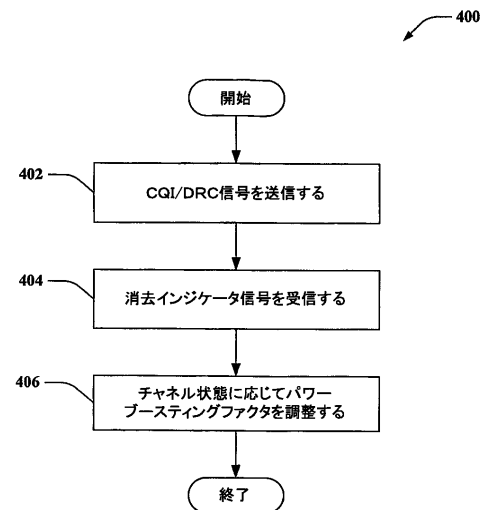 400
開始
402
CQI/DRC信号を送信する
404
消去インジケータ信号を受信する
406
チャネル状態に応じてパワー
ブースティングファクタを調整する
終了